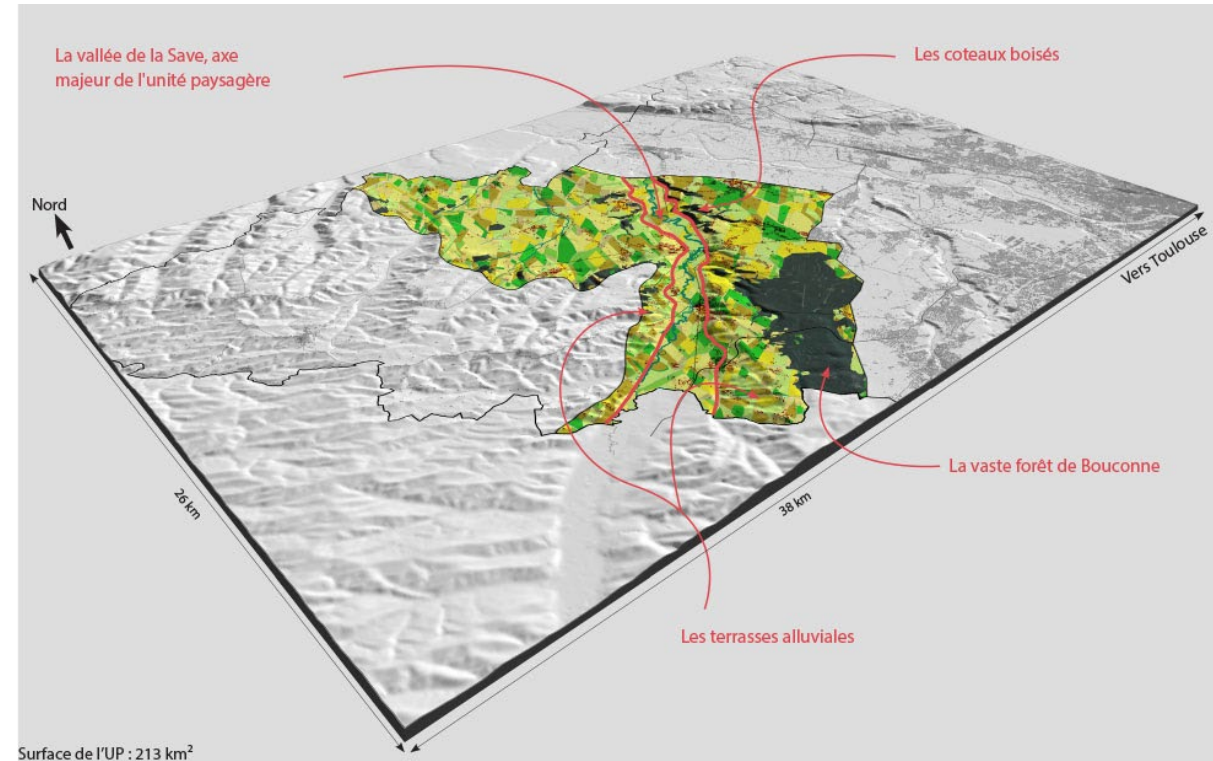 La vallée de la Save, axe
majeur de l'unité paysagère
Les coteaux boisés
Nord
Vers Toulouse
La vaste forêt de Bouconne
26 km
38 km
Les terrasses alluviales
Surface de l'UP : 213 km²